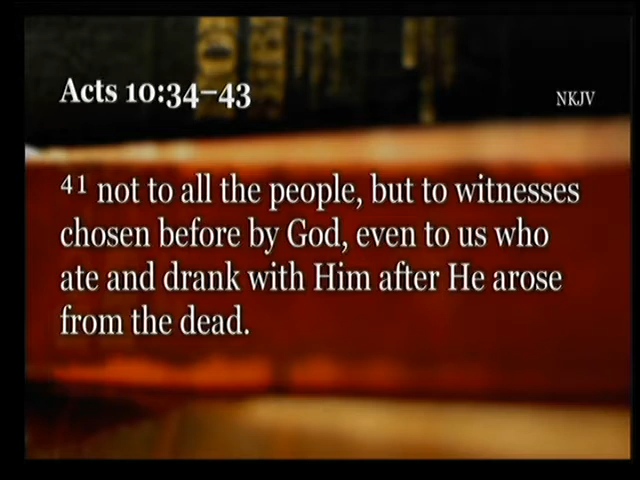 Acts 10:34–43
NKJV
41 not to all the people, but to witnesses
chosen before by God, even to us who
ate and drank with Him after He arose
from the dead.